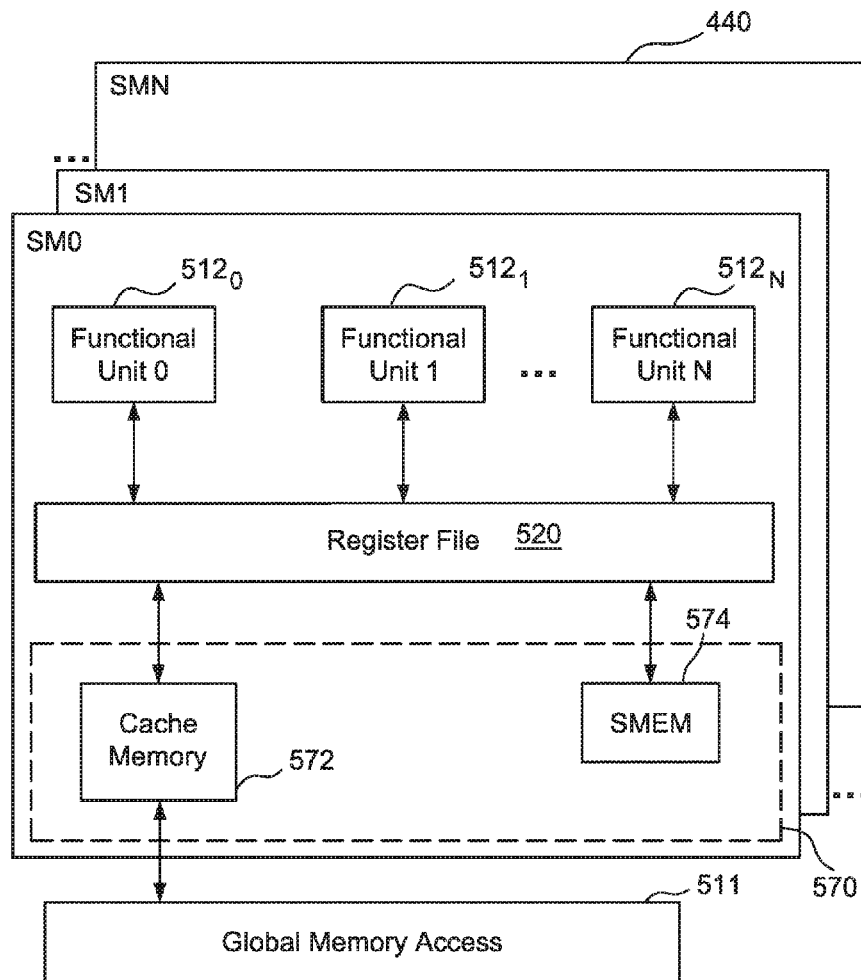 440
SMN
...
SM1
SM0
512₀
512₁
512_N
Functional
Unit 0
Functional
Unit 1
...
Functional
Unit N
Register File 520
574
Cache
Memory
SMEM
572
...
570
511
Global Memory Access